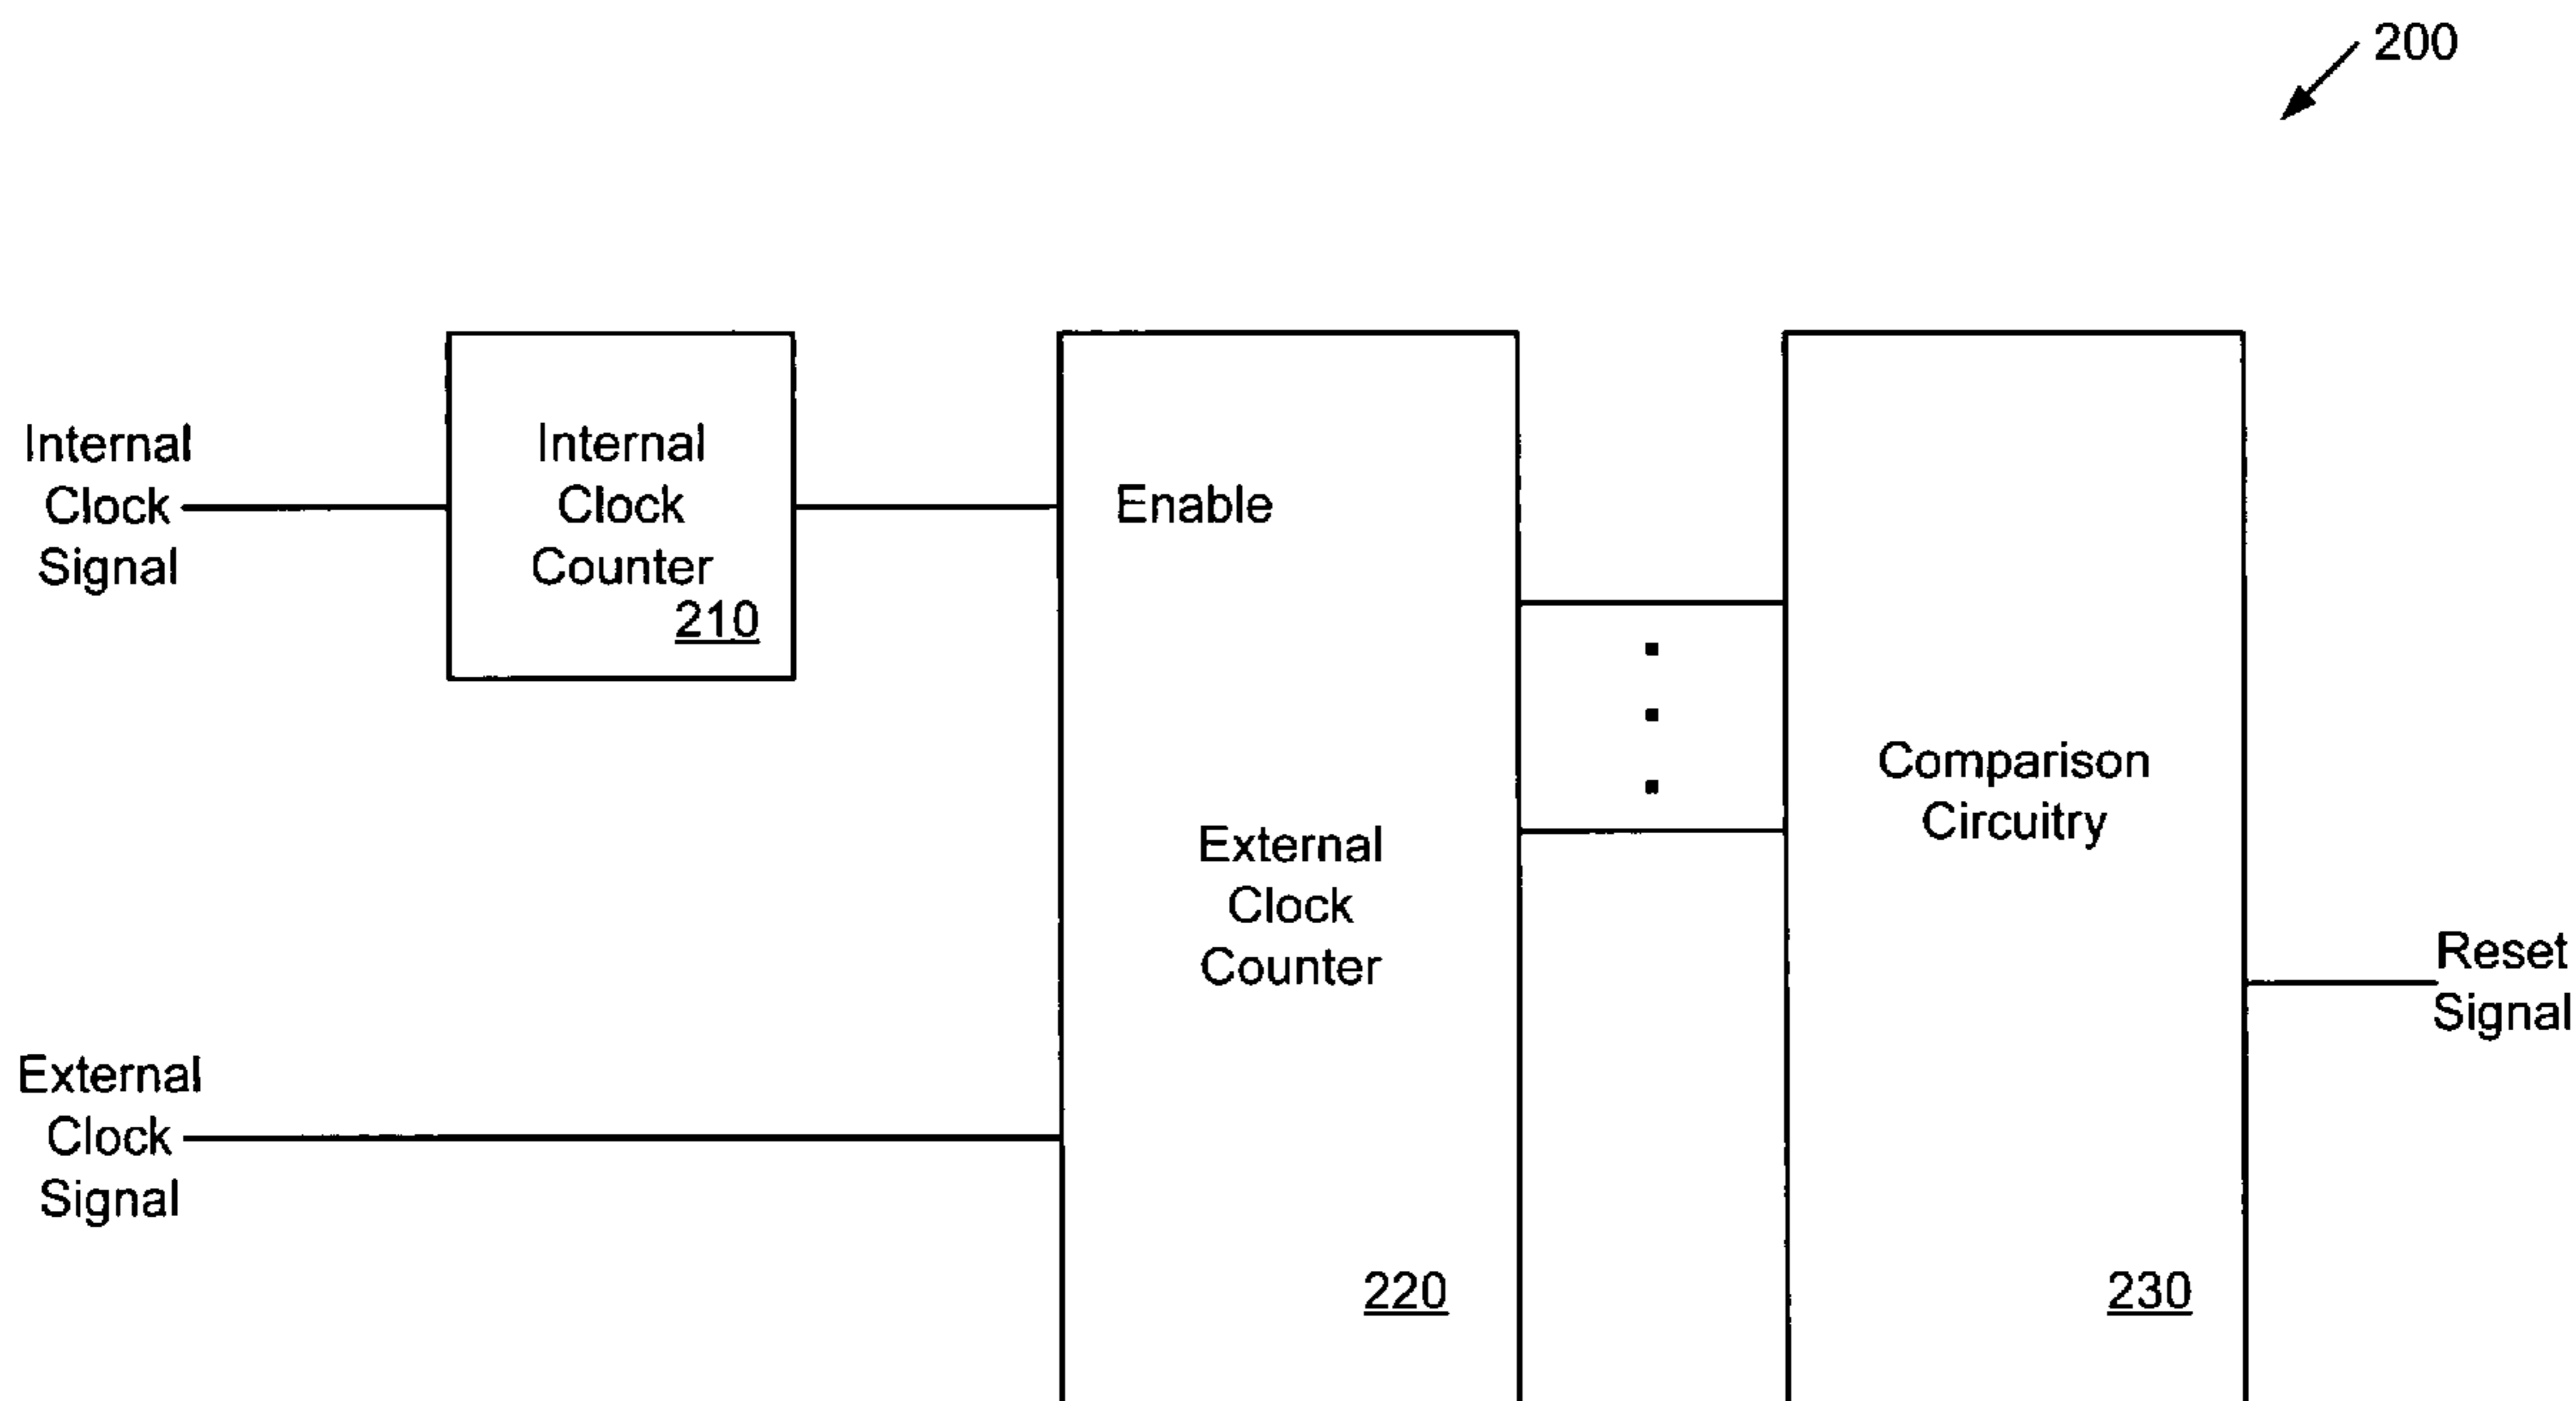 200
Internal
Clock
Signal
Internal
Clock
Counter
210
Enable
External
Clock
Counter
220
Comparison
Circuitry
230
Reset
Signal
External
Clock
Signal